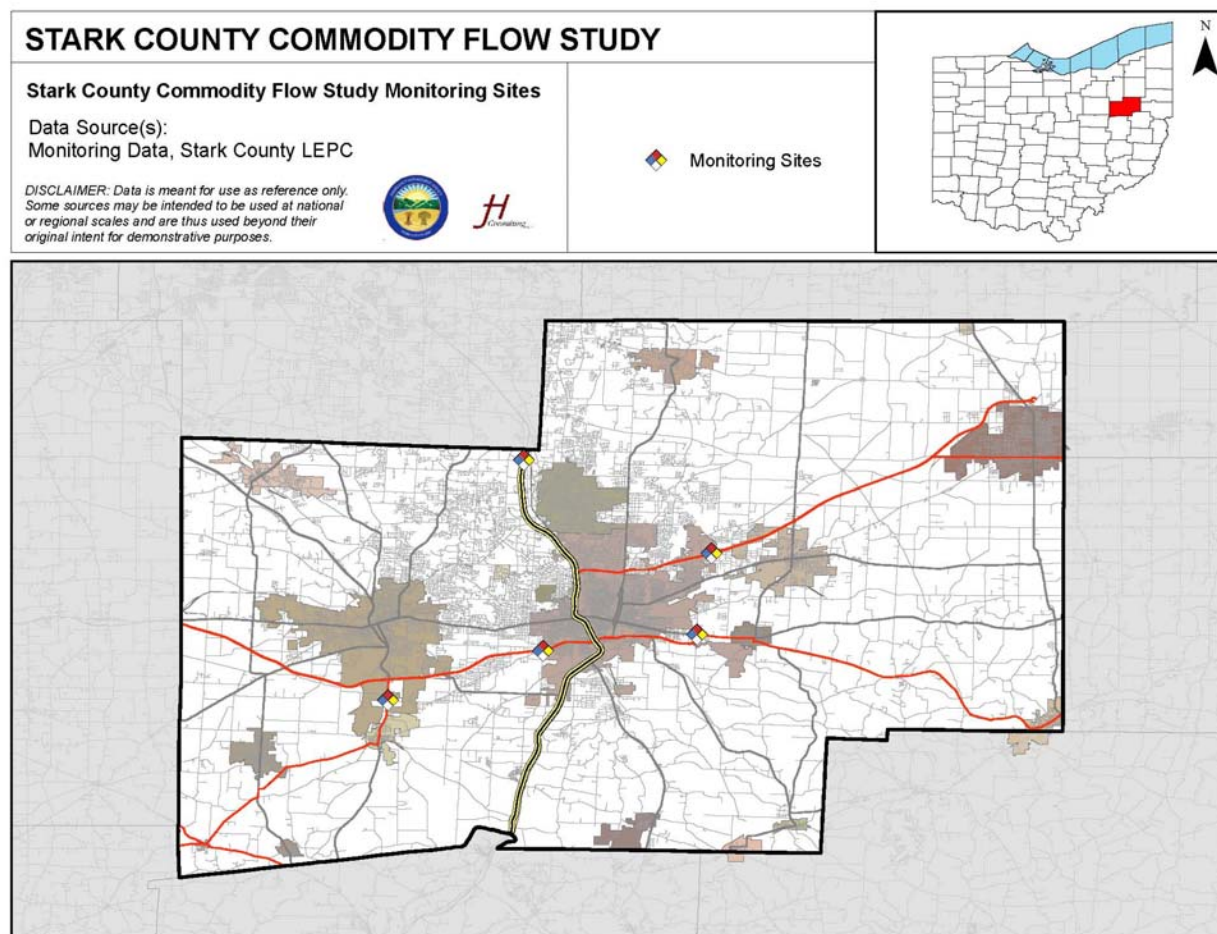 STARK COUNTY COMMODITY FLOW STUDY
Stark County Commodity Flow Study Monitoring Sites
Data Source(s):
Monitoring Data, Stark County LEPC
DISCLAIMER: Data is meant for use as reference only.
Some sources may be intended to be used at national
or regional scales and are thus used beyond their
original intent for demonstrative purposes.
JH
Consulting
Monitoring Sites
N